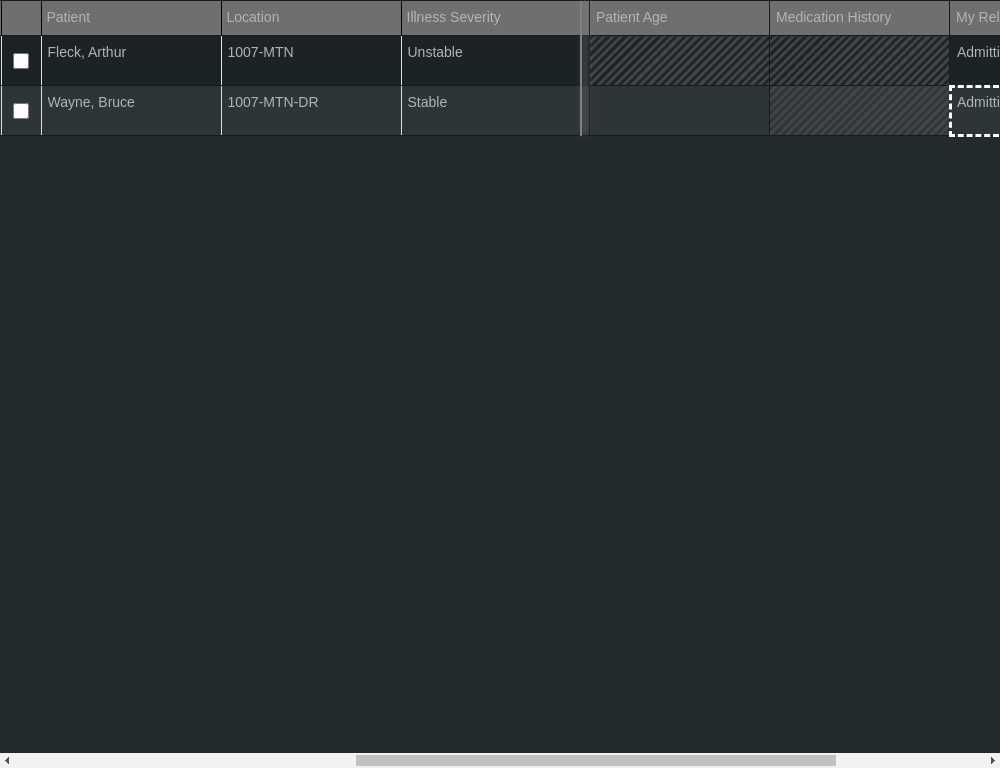 Patient Location Illness Severity Patient Age Medication History My Rel
Fleck, Arthur 1007-MTN Unstable Admitti
Wayne, Bruce 1007-MTN-DR Stable Admitti